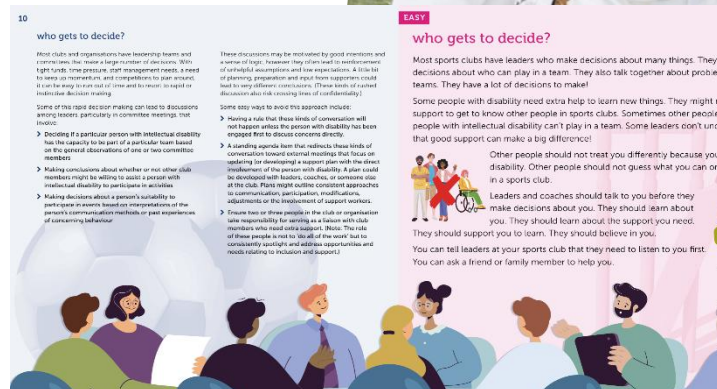 10
who gets to decide?
Most clubs and organisations have leadership teams and
committees that make a large number of decisions. With
tight funds, time pressure, staff management needs, a need
to keep up momentum, and competitions to plan around,
it can be easy to run out of time and to resort to rapid or
instinctive decision making.
Some of this rapid decision making can lead to discussions
among leaders, particularly in committee meetings, that
involve:
Deciding if a particular person with intellectual disability
has the capacity to be part of a particular team based
on the general observations of one or two committee
members
Making conclusions about whether or not other club
members might be willing to assist a person with
intellectual disability to participate in activities
Making decisions about a person's suitability to
participate in events based on interpretations of the
person's communication methods or past experiences
of concerning behaviour
These discussions may be motivated by good intentions and
a sense of logic, however they often lead to reinforcement
of unhelpful assumptions and low expectations. A little bit
of planning, preparation and input from supporters could
lead to very different conclusions. (These kinds of rushed
discussion also risk crossing lines of confidentiality.)
Some easy ways to avoid this include:
Having a rule that these kinds of conversation will
not happen unless the person with disability has been
engaged first to discuss concerns directly.
A standing agenda item that redirects these kinds of
conversation toward external meetings that focus on
updating (or developing) a support plan with the direct
involvement of the person with disability. A plan could
be developed with leaders, coaches, or someone else
at the club. Plans might outline consistent approaches
to communication, participation, modifications,
adjustments or the involvement of support workers.
Ensure two or three people in the club or organisation
take responsibility for serving as a liaison with club
members who need extra support. (Note: The role
of these people is not to 'do all of the work' but to
consistently spotlight and address opportunities and
needs relating to inclusion and support.)
EASY
who gets to decide?
Most sports clubs have leaders who make decisions about many things. They
decisions about who can play in a team. They also talk together about
teams. They have a lot of decisions to make!
Some people with disability need extra help to learn new things. They might
support to get to know other people in sports clubs. Sometimes other people
people with intellectual disability can't play in a team. Some leaders don't
that good support can make a big difference!
Other people should not treat you differently because you
disability. Other people should not guess what you can or
in a sports club.
Leaders and coaches should talk to you before they
make decisions about you. They should learn about
you. They should learn about the support you need.
They should support you to learn. They should believe in you.
You can tell leaders at your sports club that they need to listen to you first.
You can ask a friend or family member to help you.